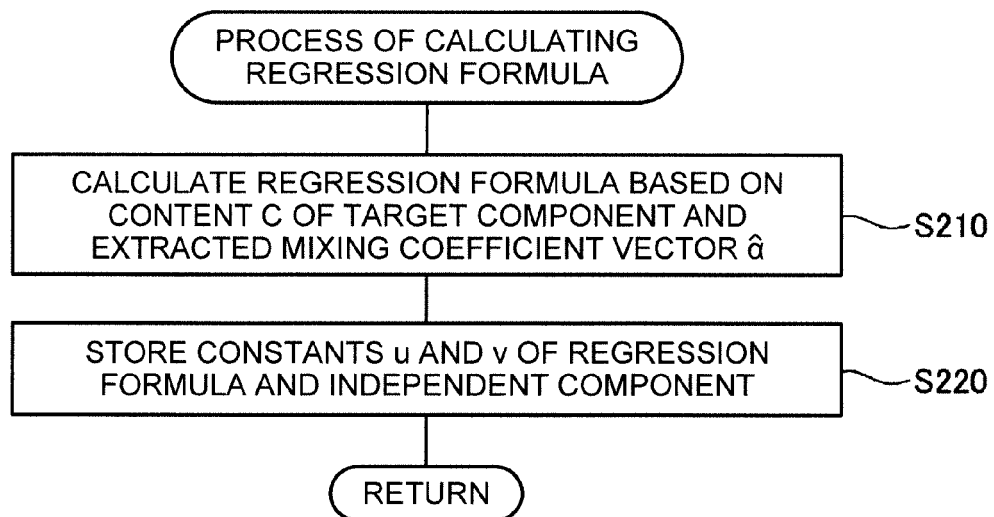 PROCESS OF CALCULATING
REGRESSION FORMULA
CALCULATE REGRESSION FORMULA BASED ON
CONTENT C OF TARGET COMPONENT AND
EXTRACTED MIXING COEFFICIENT VECTOR α̂
S210
STORE CONSTANTS u AND v OF REGRESSION
FORMULA AND INDEPENDENT COMPONENT
S220
RETURN